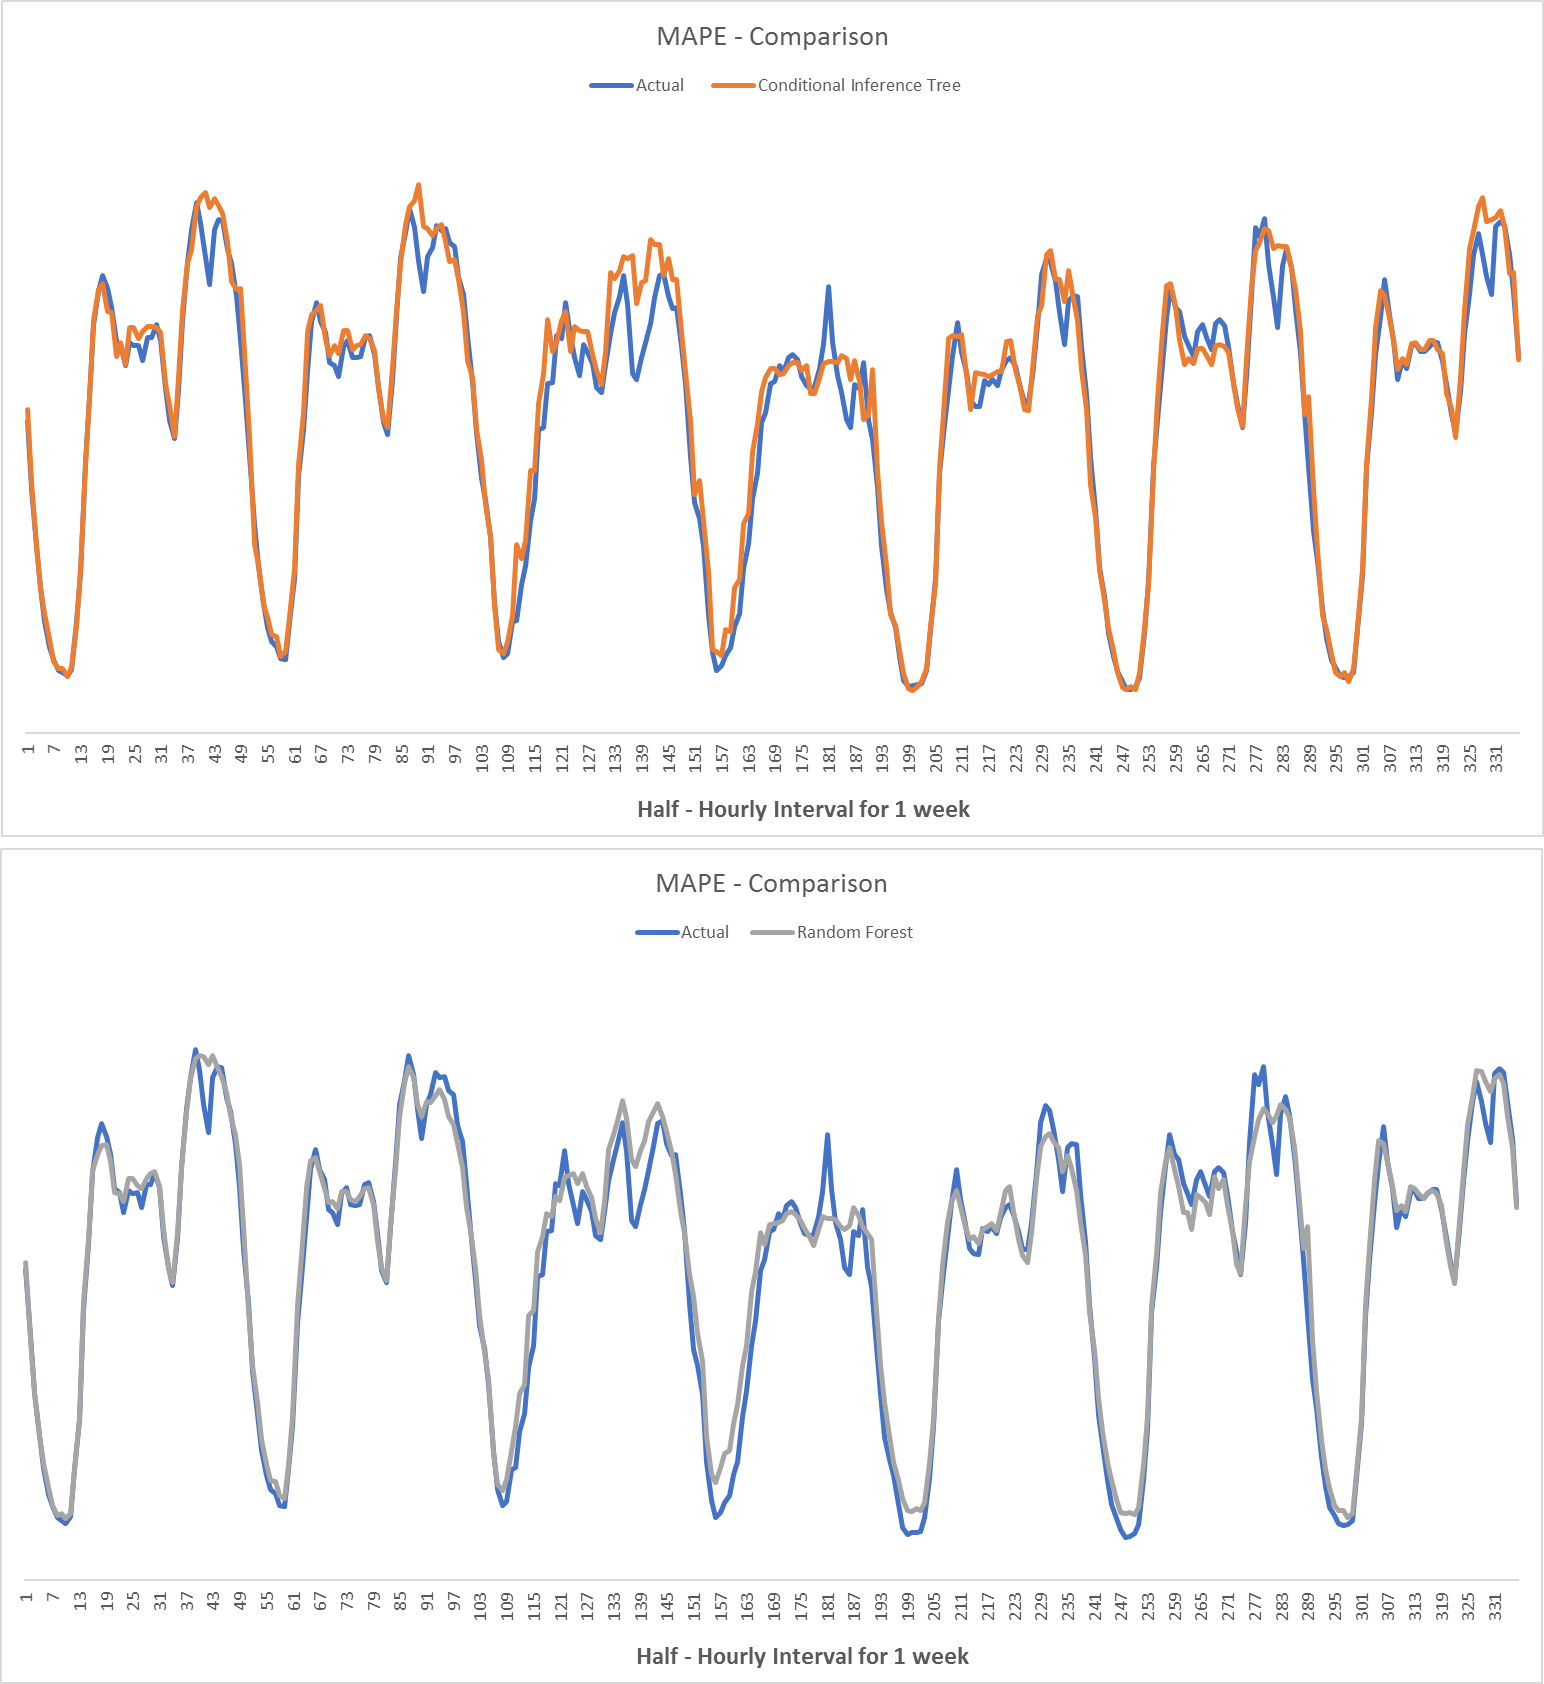 MAPE - Comparison
Actual Conditional Inference Tree
1 7 13 19 25 31 37 43 49 55 61 67 73 79 85 91 97 103 109 115 121 127 133 139 145 151 157 163 169 175 181 187 193 199 205 211 217 223 229 235 241 247 253 259 265 271 277 283 289 295 301 307 313 319 325 331
Half - Hourly Interval for 1 week
MAPE - Comparison
Actual Random Forest
1 7 13 19 25 31 37 43 49 55 61 67 73 79 85 91 97 103 109 115 121 127 133 139 145 151 157 163 169 175 181 187 193 199 205 211 217 223 229 235 241 247 253 259 265 271 277 283 289 295 301 307 313 319 325 331
Half - Hourly Interval for 1 week